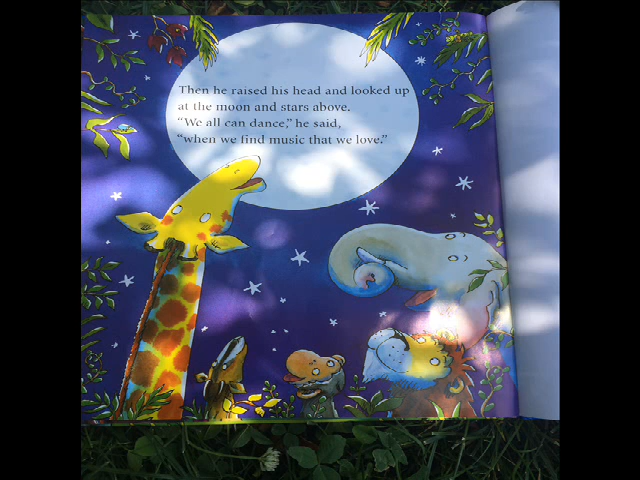 Then he raised his head and looked up
at the moon and stars above.
“We all can dance,” he said,
“when we find music that we love.”